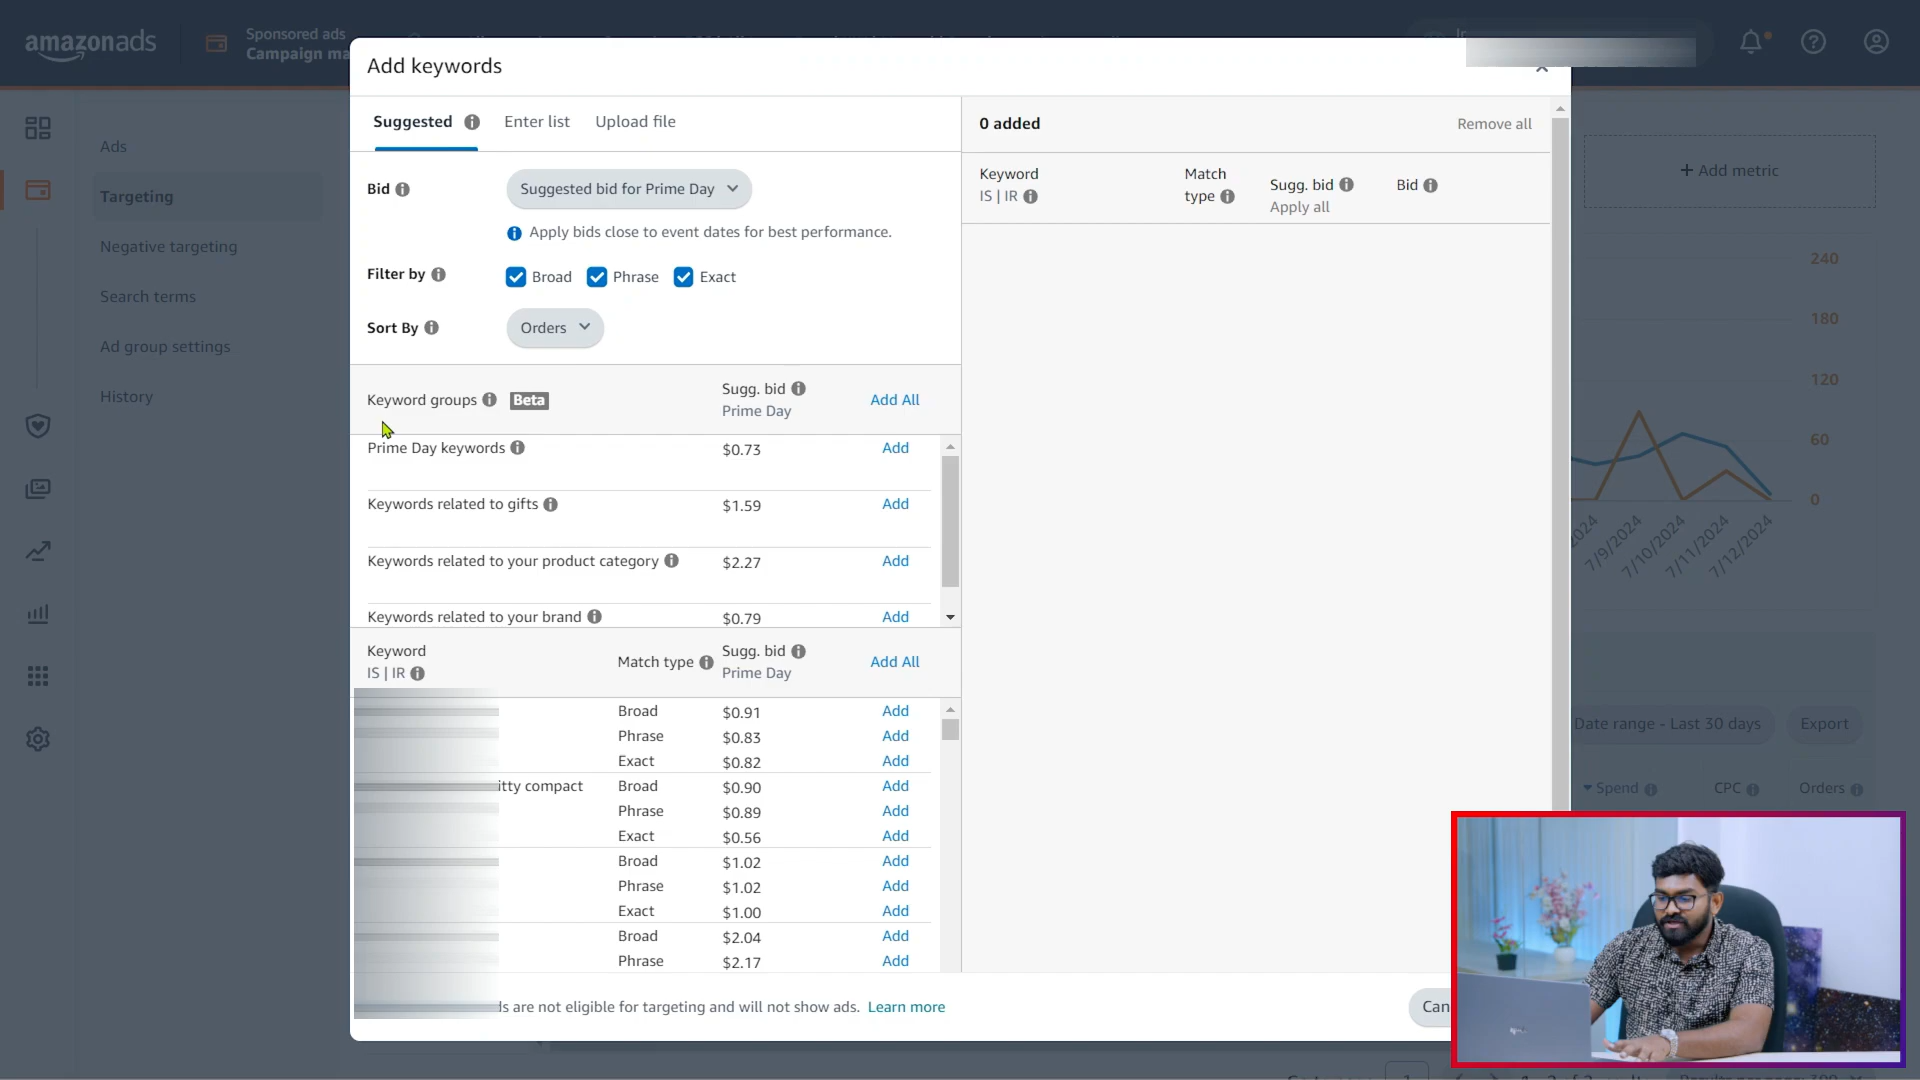 amazonads
Sponsored ads
Campaign ma
Add keywords
Ads
Targeting
Negative targeting
Search terms
Ad group settings
History
Suggested
Enter list
Upload file
Bid
Suggested bid for Prime Day
Apply bids close to event dates for best performance.
Filter by
Broad
Phrase
Exact
Sort By
Orders
Keyword groups
Beta
Sugg. bid
Prime Day
Add All
Prime Day keywords
$0.73
Add
Keywords related to gifts
$1.59
Add
Keywords related to your product category
$2.27
Add
Keywords related to your brand
$0.79
Add
Keyword
IS | IR
Match type
Sugg. bid
Prime Day
Add All
Broad $0.91 Add
Phrase $0.83 Add
Exact $0.82 Add
itty compact Broad $0.90 Add
Phrase $0.89 Add
Exact $0.56 Add
Broad $1.02 Add
Phrase $1.02 Add
Exact $1.00 Add
Broad $2.04 Add
Phrase $2.17 Add
are not eligible for targeting and will not show ads. Learn more
0 added
Remove all
Keyword
IS | IR
Match
type
Sugg. bid
Apply all
Bid
Can
+ Add metric
240
180
120
60
0
2024
7/9/2024
7/10/2024
7/11/2024
7/12/2024
Date range - Last 30 days
Export
Spend
CPC
Orders